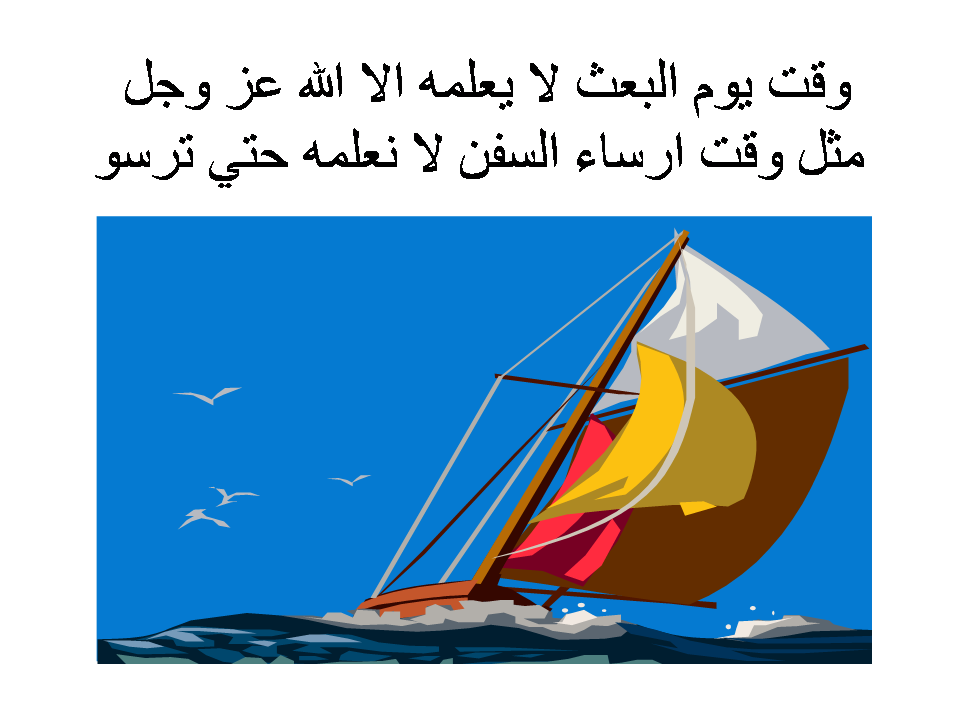 وقت يوم البعث لا يعلمه الا الله عز وجل
مثل وقت ارساء السفن لا نعلمه حتي ترسو